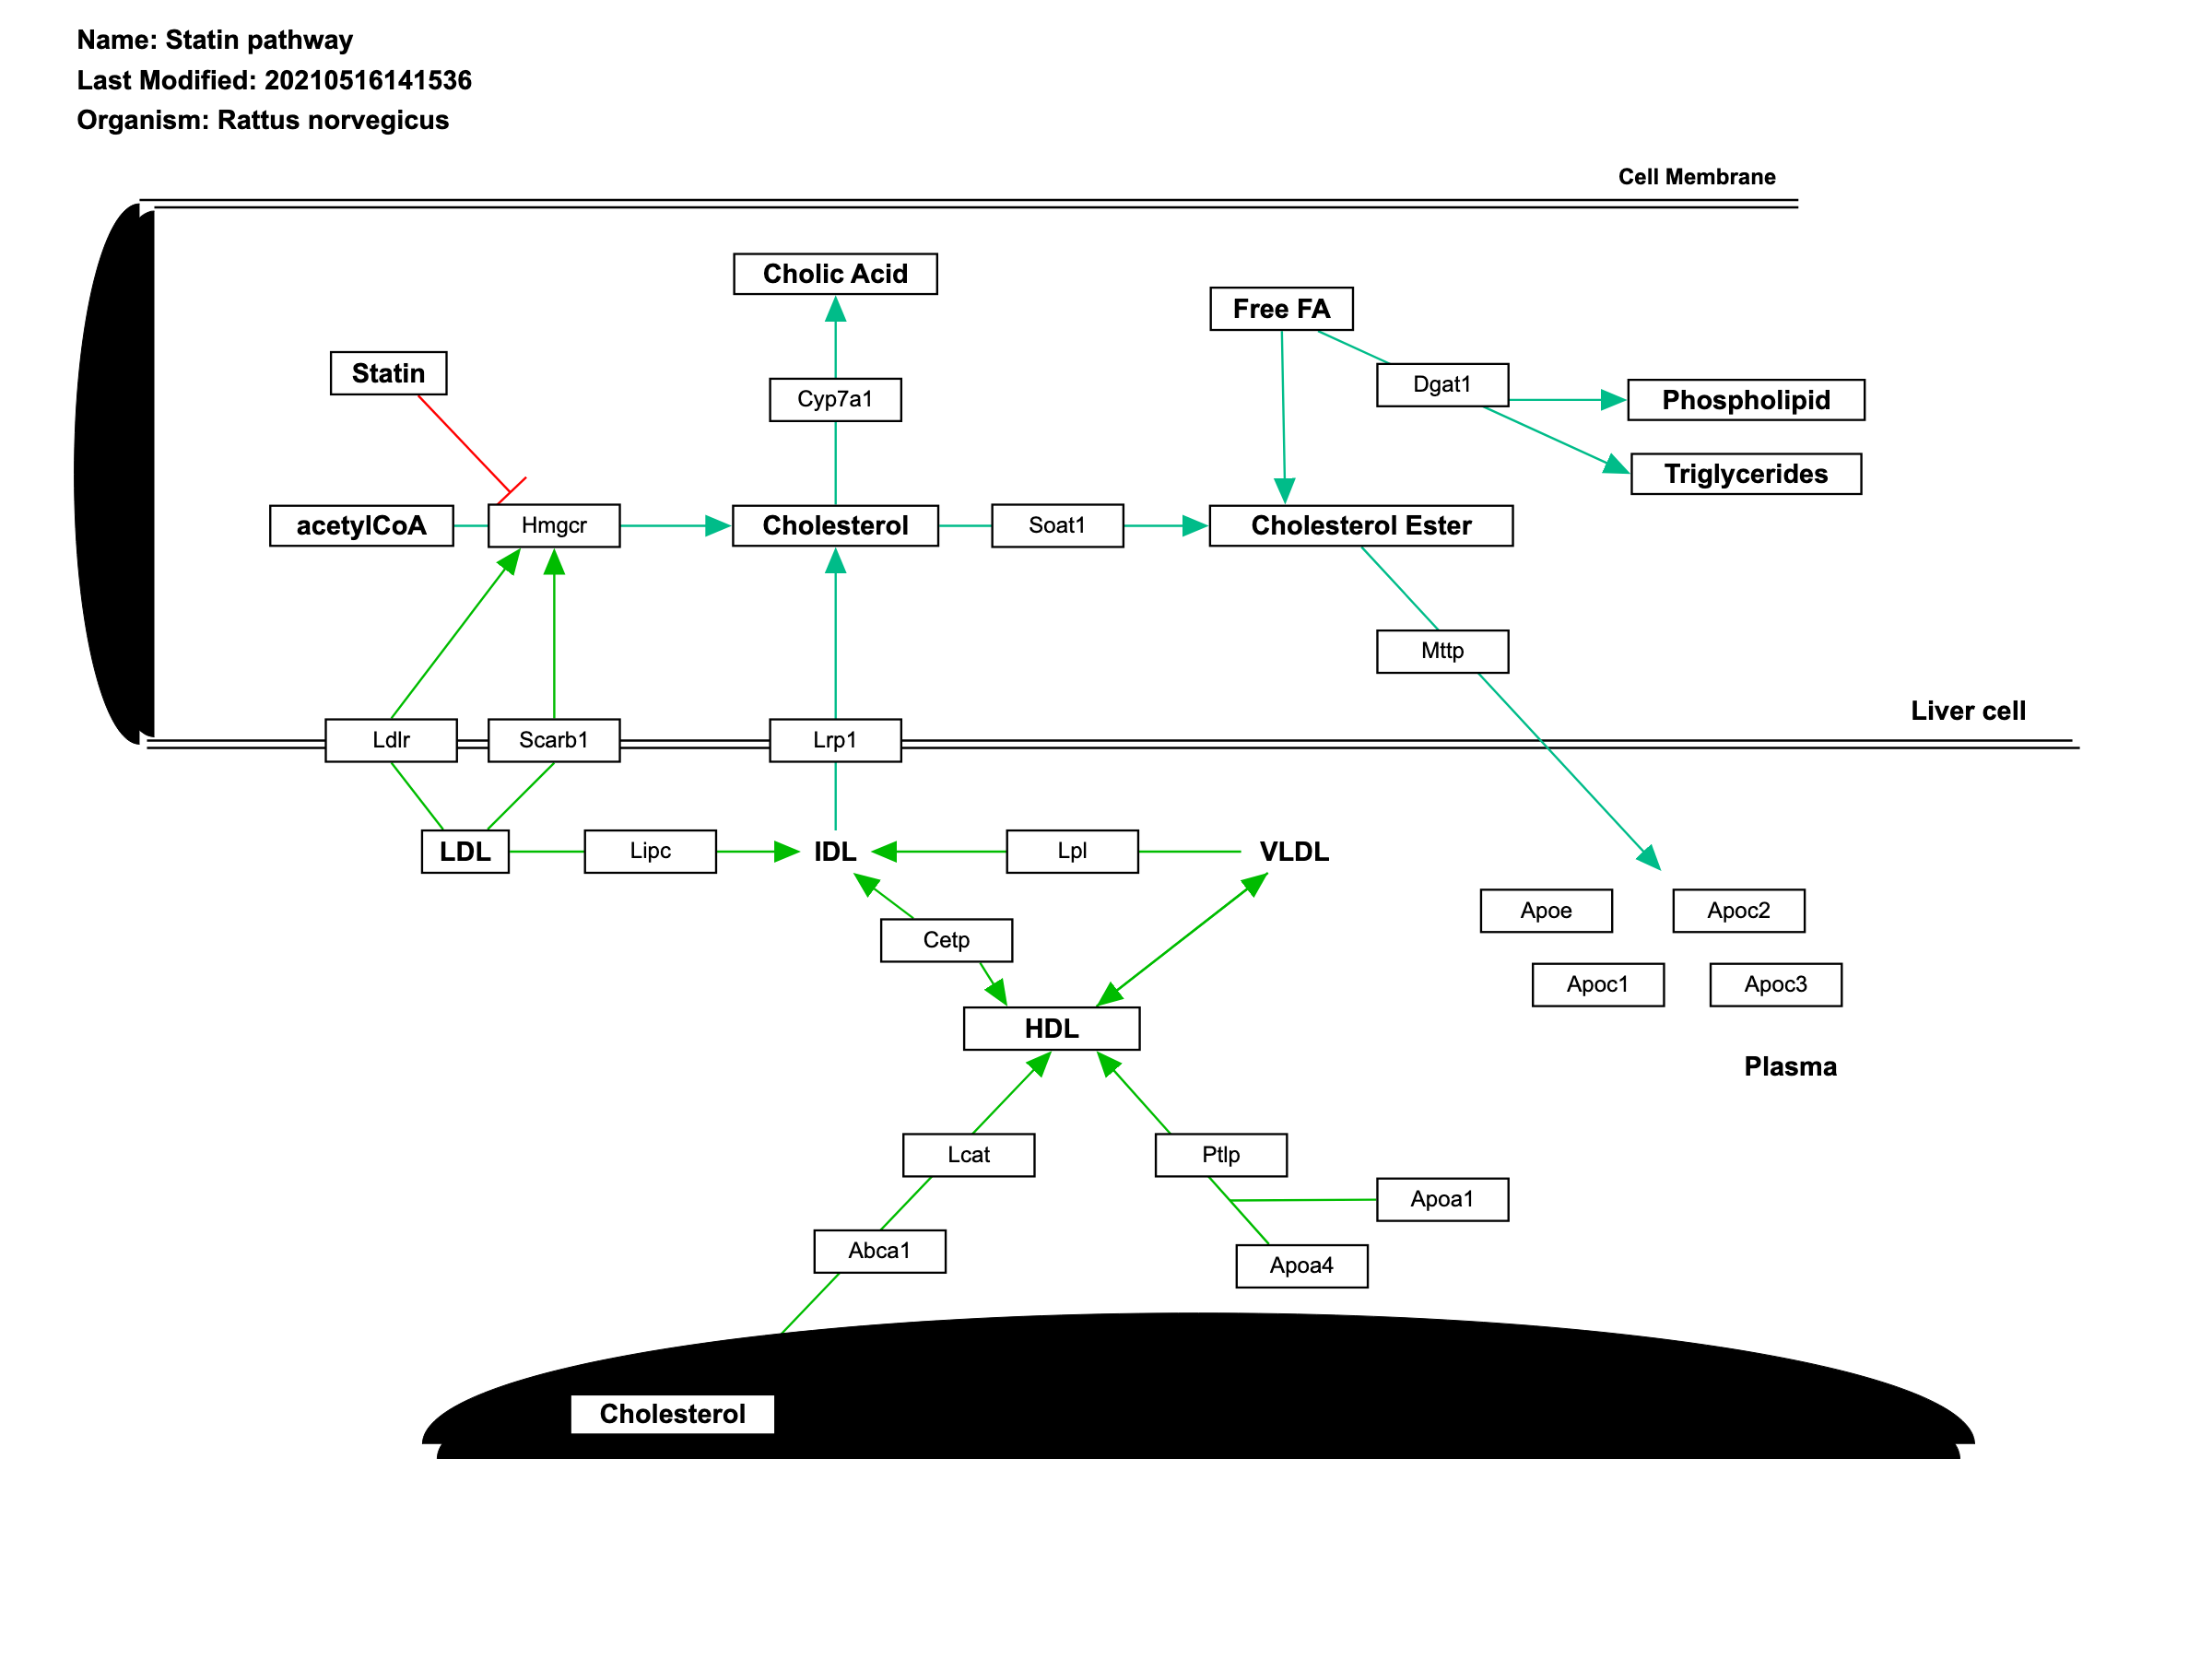 Name: Statin pathway
Last Modified: 20210516141536
Organism: Rattus norvegicus
Cell Membrane
Cholic Acid
Free FA
Statin
Cyp7a1
Dgat1
Phospholipid
Triglycerides
acetylCoA
Hmgcr
Cholesterol
Soat1
Cholesterol Ester
Mttp
Liver cell
Ldlr
Scarb1
Lrp1
LDL
Lipc
IDL
Lpl
VLDL
Apoe
Apoc2
Cetp
Apoc1
Apoc3
HDL
Plasma
Lcat
Ptlp
Apoa1
Abca1
Apoa4
Cholesterol